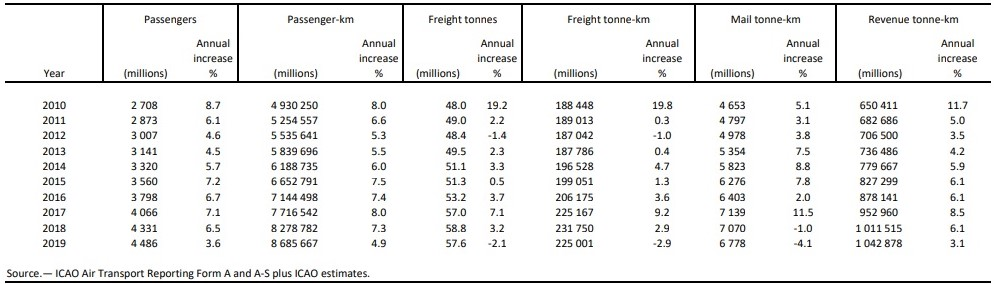 Passengers Passenger-km Freight tonnes Freight tonne-km Mail tonne-km Revenue tonne-km
Annual Annual Annual Annual Annual Annual
increase increase increase increase increase increase
Year (millions) % (millions) % (millions) % (millions) % (millions) % (millions) %
2010 2 708 8.7 4 930 250 8.0 48.0 19.2 188 448 19.8 4 653 5.1 650 411 11.7
2011 2 873 6.1 5 254 557 6.6 49.0 2.2 189 013 0.3 4 797 3.1 682 686 5.0
2012 3 007 4.6 5 535 641 5.3 48.4 -1.4 187 042 -1.0 4 978 3.8 706 500 3.5
2013 3 141 4.5 5 839 696 5.5 49.5 2.3 187 786 0.4 5 354 7.5 736 486 4.2
2014 3 320 5.7 6 188 735 6.0 51.1 3.3 196 528 4.7 5 823 8.8 779 667 5.9
2015 3 560 7.2 6 652 791 7.5 51.3 0.5 199 051 1.3 6 276 7.8 827 299 6.1
2016 3 798 6.7 7 144 498 7.4 53.2 3.7 206 175 3.6 6 403 2.0 878 141 6.1
2017 4 066 7.1 7 716 542 8.0 57.0 7.1 225 167 9.2 7 139 11.5 952 960 8.5
2018 4 331 6.5 8 278 782 7.3 58.8 3.2 231 750 2.9 7 070 -1.0 1 011 515 6.1
2019 4 486 3.6 8 685 667 4.9 57.6 -2.1 225 001 -2.9 6 778 -4.1 1 042 878 3.1
Source.— ICAO Air Transport Reporting Form A and A-S plus ICAO estimates.